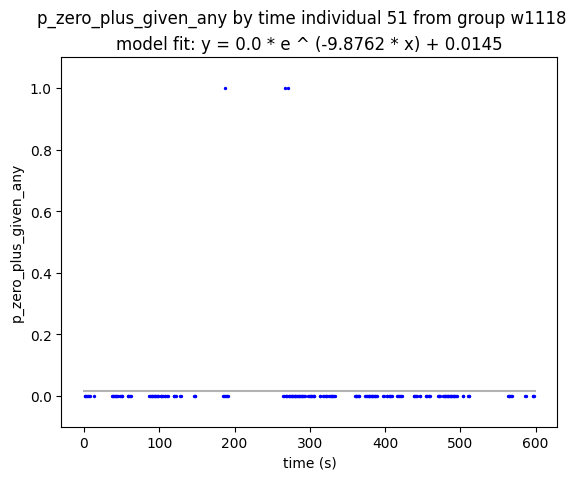 p_zero_plus_given_any by time individual 51 from group w1118
model fit: y = 0.0 * e ^ (-9.8762 * x) + 0.0145
p_zero_plus_given_any
1.0
0.8
0.6
0.4
0.2
0.0
0 100 200 300 400 500 600
time (s)